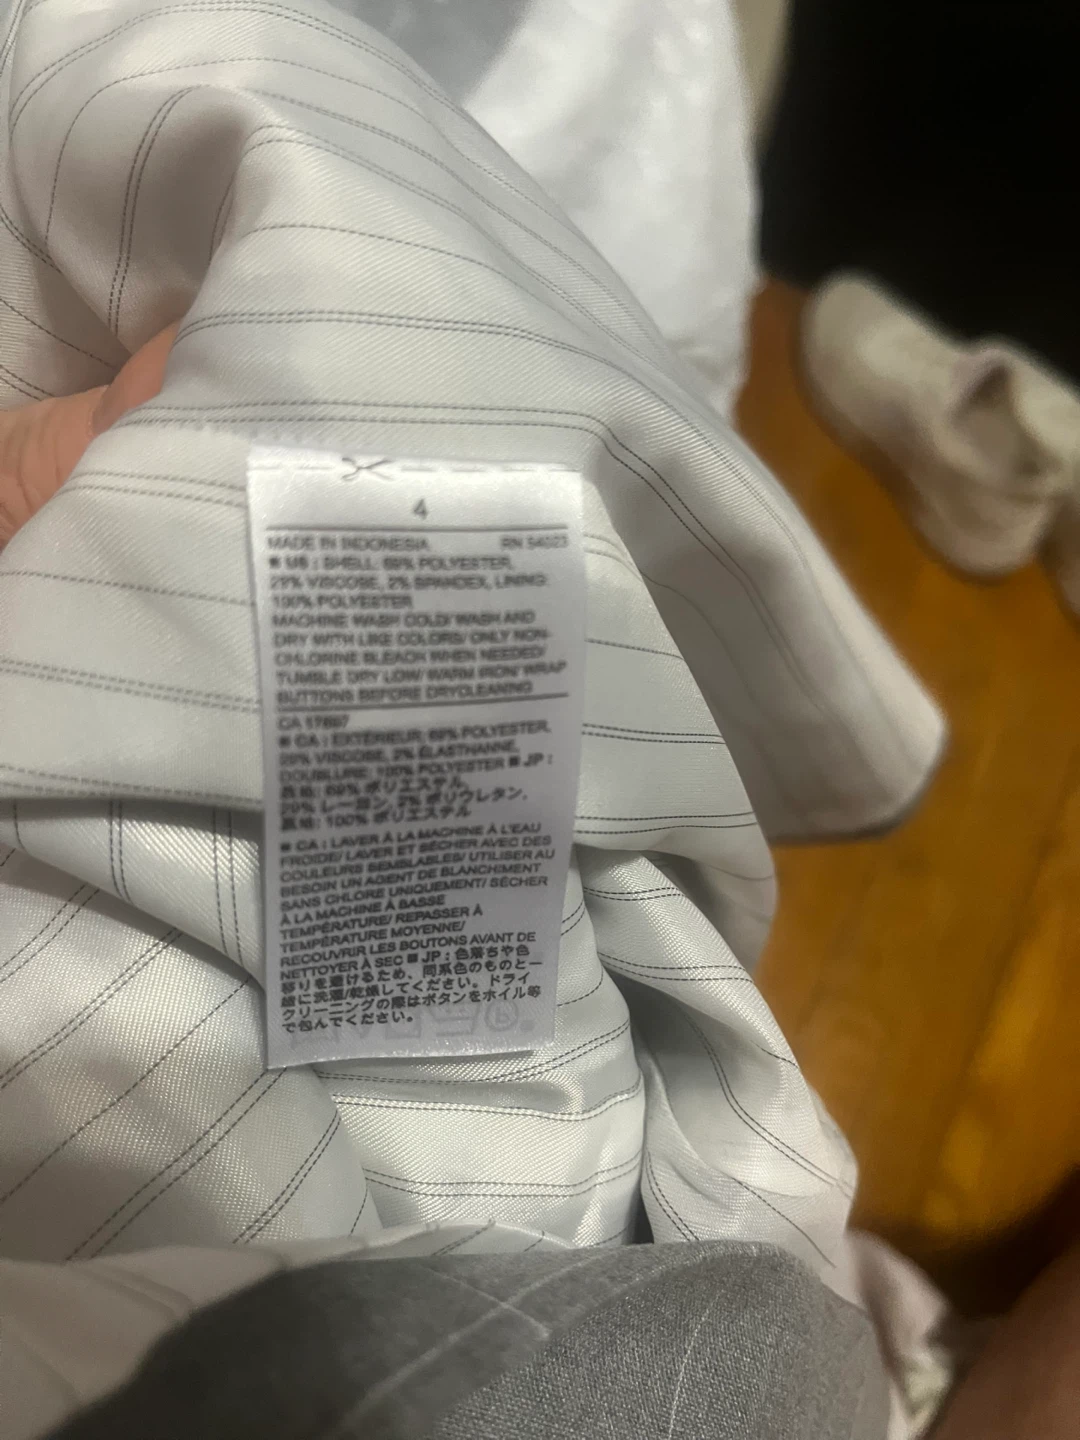 4
MADE IN INDONESIA RN 54023
■ US : SHELL: 69% POLYESTER,
29% VISCOSE, 2% SPANDEX, LINING:
100% POLYESTER
MACHINE WASH COLD/ WASH AND
DRY WITH LIKE COLORS/ ONLY NON-
CHLORINE BLEACH WHEN NEEDED/
TUMBLE DRY LOW/ WARM IRON/ WRAP
BUTTONS BEFORE DRYCLEANING
CA 17897
■ CA : EXTÉRIEUR: 69% POLYESTER,
29% VISCOSE, 2% ÉLASTHANNE,
DOUBLURE: 100% POLYESTER ■ JP :
表地: 69% ポリエステル,
29% レーヨン, 2% ポリウレタン,
裏地: 100% ポリエステル
■ CA : LAVER À LA MACHINE À L'EAU
FROIDE/ LAVER ET SÉCHER AVEC DES
COULEURS SEMBLABLES/ UTILISER AU
BESOIN UN AGENT DE BLANCHIMENT
SANS CHLORE UNIQUEMENT/ SÉCHER
À LA MACHINE À BASSE
TEMPÉRATURE/ REPASSER À
TEMPÉRATURE MOYENNE/
RECOUVRIR LES BOUTONS AVANT DE
NETTOYER À SEC ■ JP : 色落ちや色
移りを避けるため、同系色のものと一
緒に洗濯/乾燥してください。ドライ
クリーニングの際はボタンをホイル等
で包んでください。